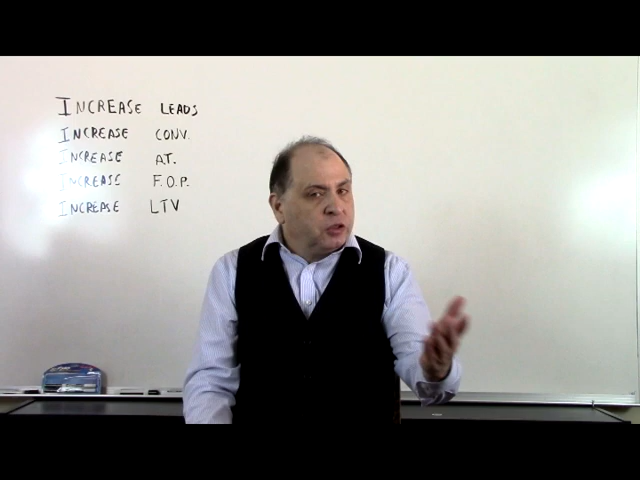 INCREASE LEADS
INCREASE CONV.
INCREASE A.T.
INCREASE F.O.P.
INCREASE LTV